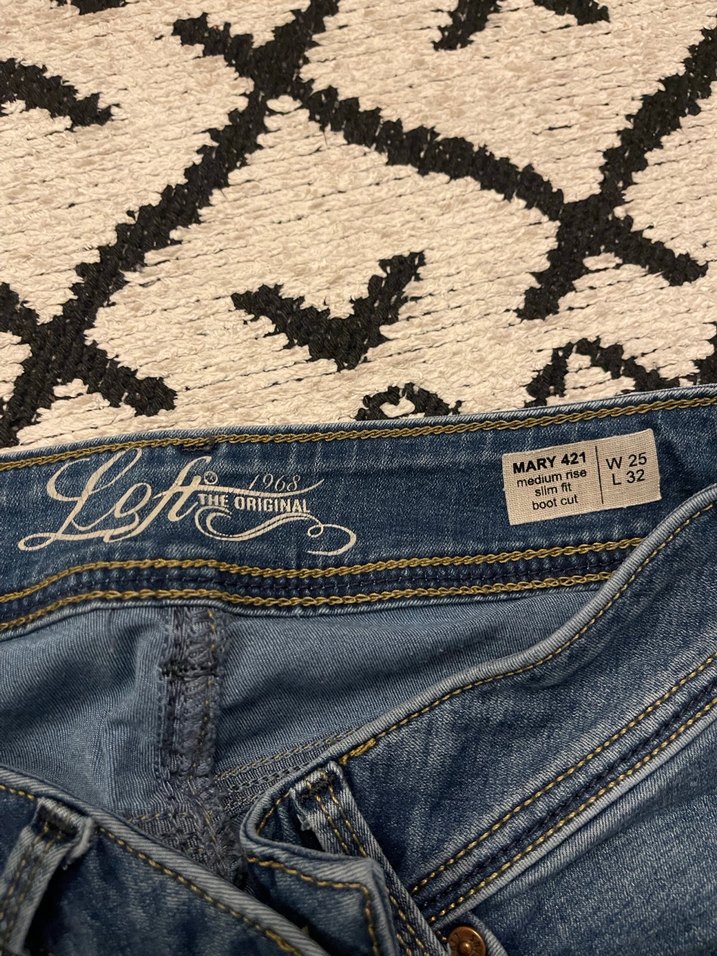 Loft ® 1968
THE ORIGINAL
MARY 421
medium rise
slim fit
boot cut
W 25
L 32